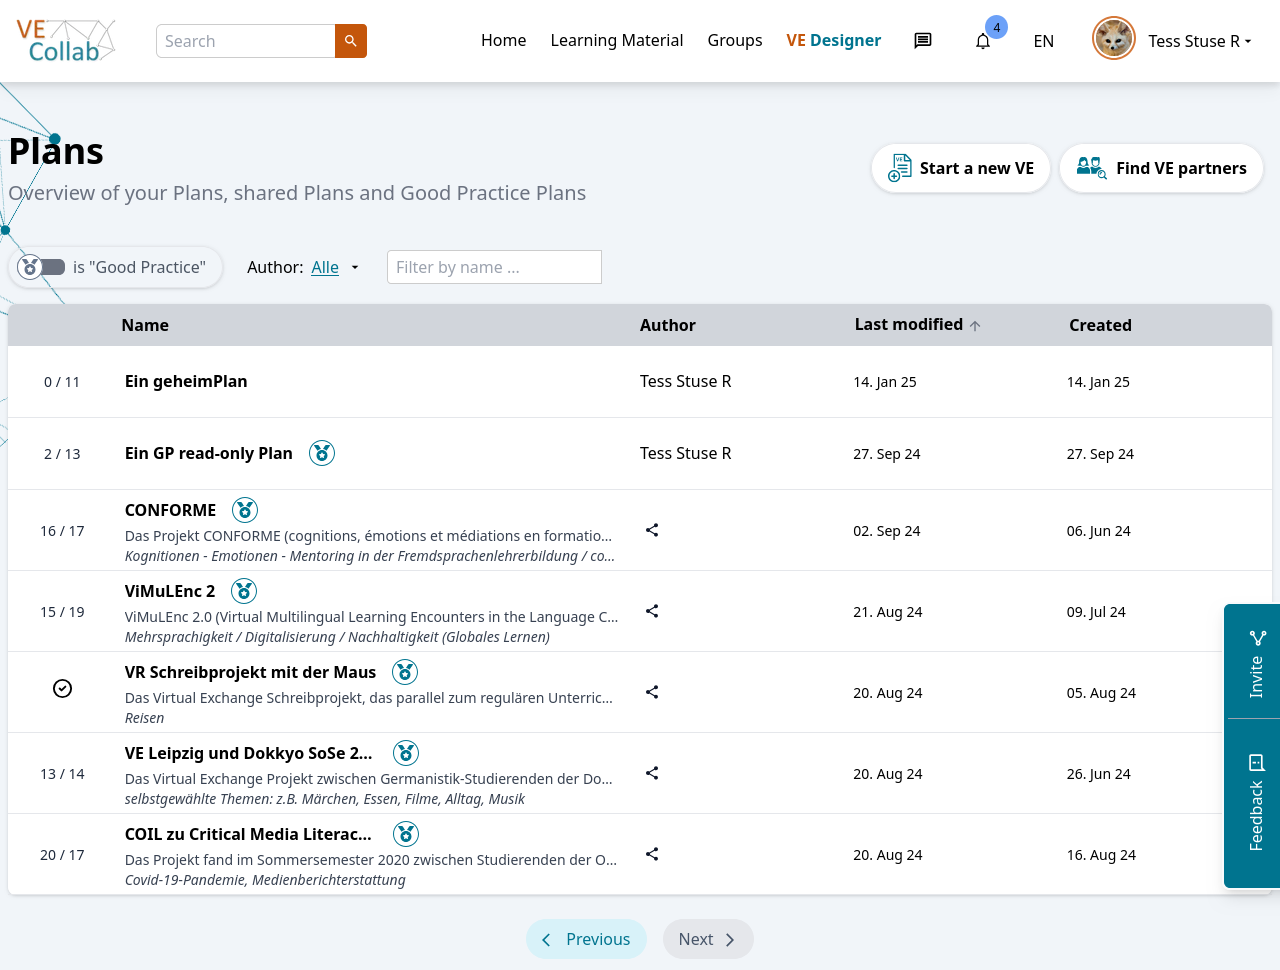 VE
Collab
Search
Home
Learning Material
Groups
VE Designer
4
EN
Tess Stuse R
Plans
Overview of your Plans, shared Plans and Good Practice Plans
Start a new VE
Find VE partners
is "Good Practice"
Author: Alle
Filter by name ...
Name Author Last modified Created
0 / 11 Ein geheimPlan Tess Stuse R 14. Jan 25 14. Jan 25
2 / 13 Ein GP read-only Plan Tess Stuse R 27. Sep 24 27. Sep 24
CONFORME
16 / 17 Das Projekt CONFORME (cognitions, émotions et médiations en formatio... 02. Sep 24 06. Jun 24
Kognitionen - Emotionen - Mentoring in der Fremdsprachenlehrerbildung / co...
ViMuLEnc 2
15 / 19 ViMuLEnc 2.0 (Virtual Multilingual Learning Encounters in the Language C... 21. Aug 24 09. Jul 24
Mehrsprachigkeit / Digitalisierung / Nachhaltigkeit (Globales Lernen)
VR Schreibprojekt mit der Maus
Das Virtual Exchange Schreibprojekt, das parallel zum regulären Unterric... 20. Aug 24 05. Aug 24
Reisen
VE Leipzig und Dokkyo SoSe 2...
13 / 14 Das Virtual Exchange Projekt zwischen Germanistik-Studierenden der Do... 20. Aug 24 26. Jun 24
selbstgewählte Themen: z.B. Märchen, Essen, Filme, Alltag, Musik
COIL zu Critical Media Literac...
20 / 17 Das Projekt fand im Sommersemester 2020 zwischen Studierenden der O... 20. Aug 24 16. Aug 24
Covid-19-Pandemie, Medienberichterstattung
Invite
Feedback
Previous
Next